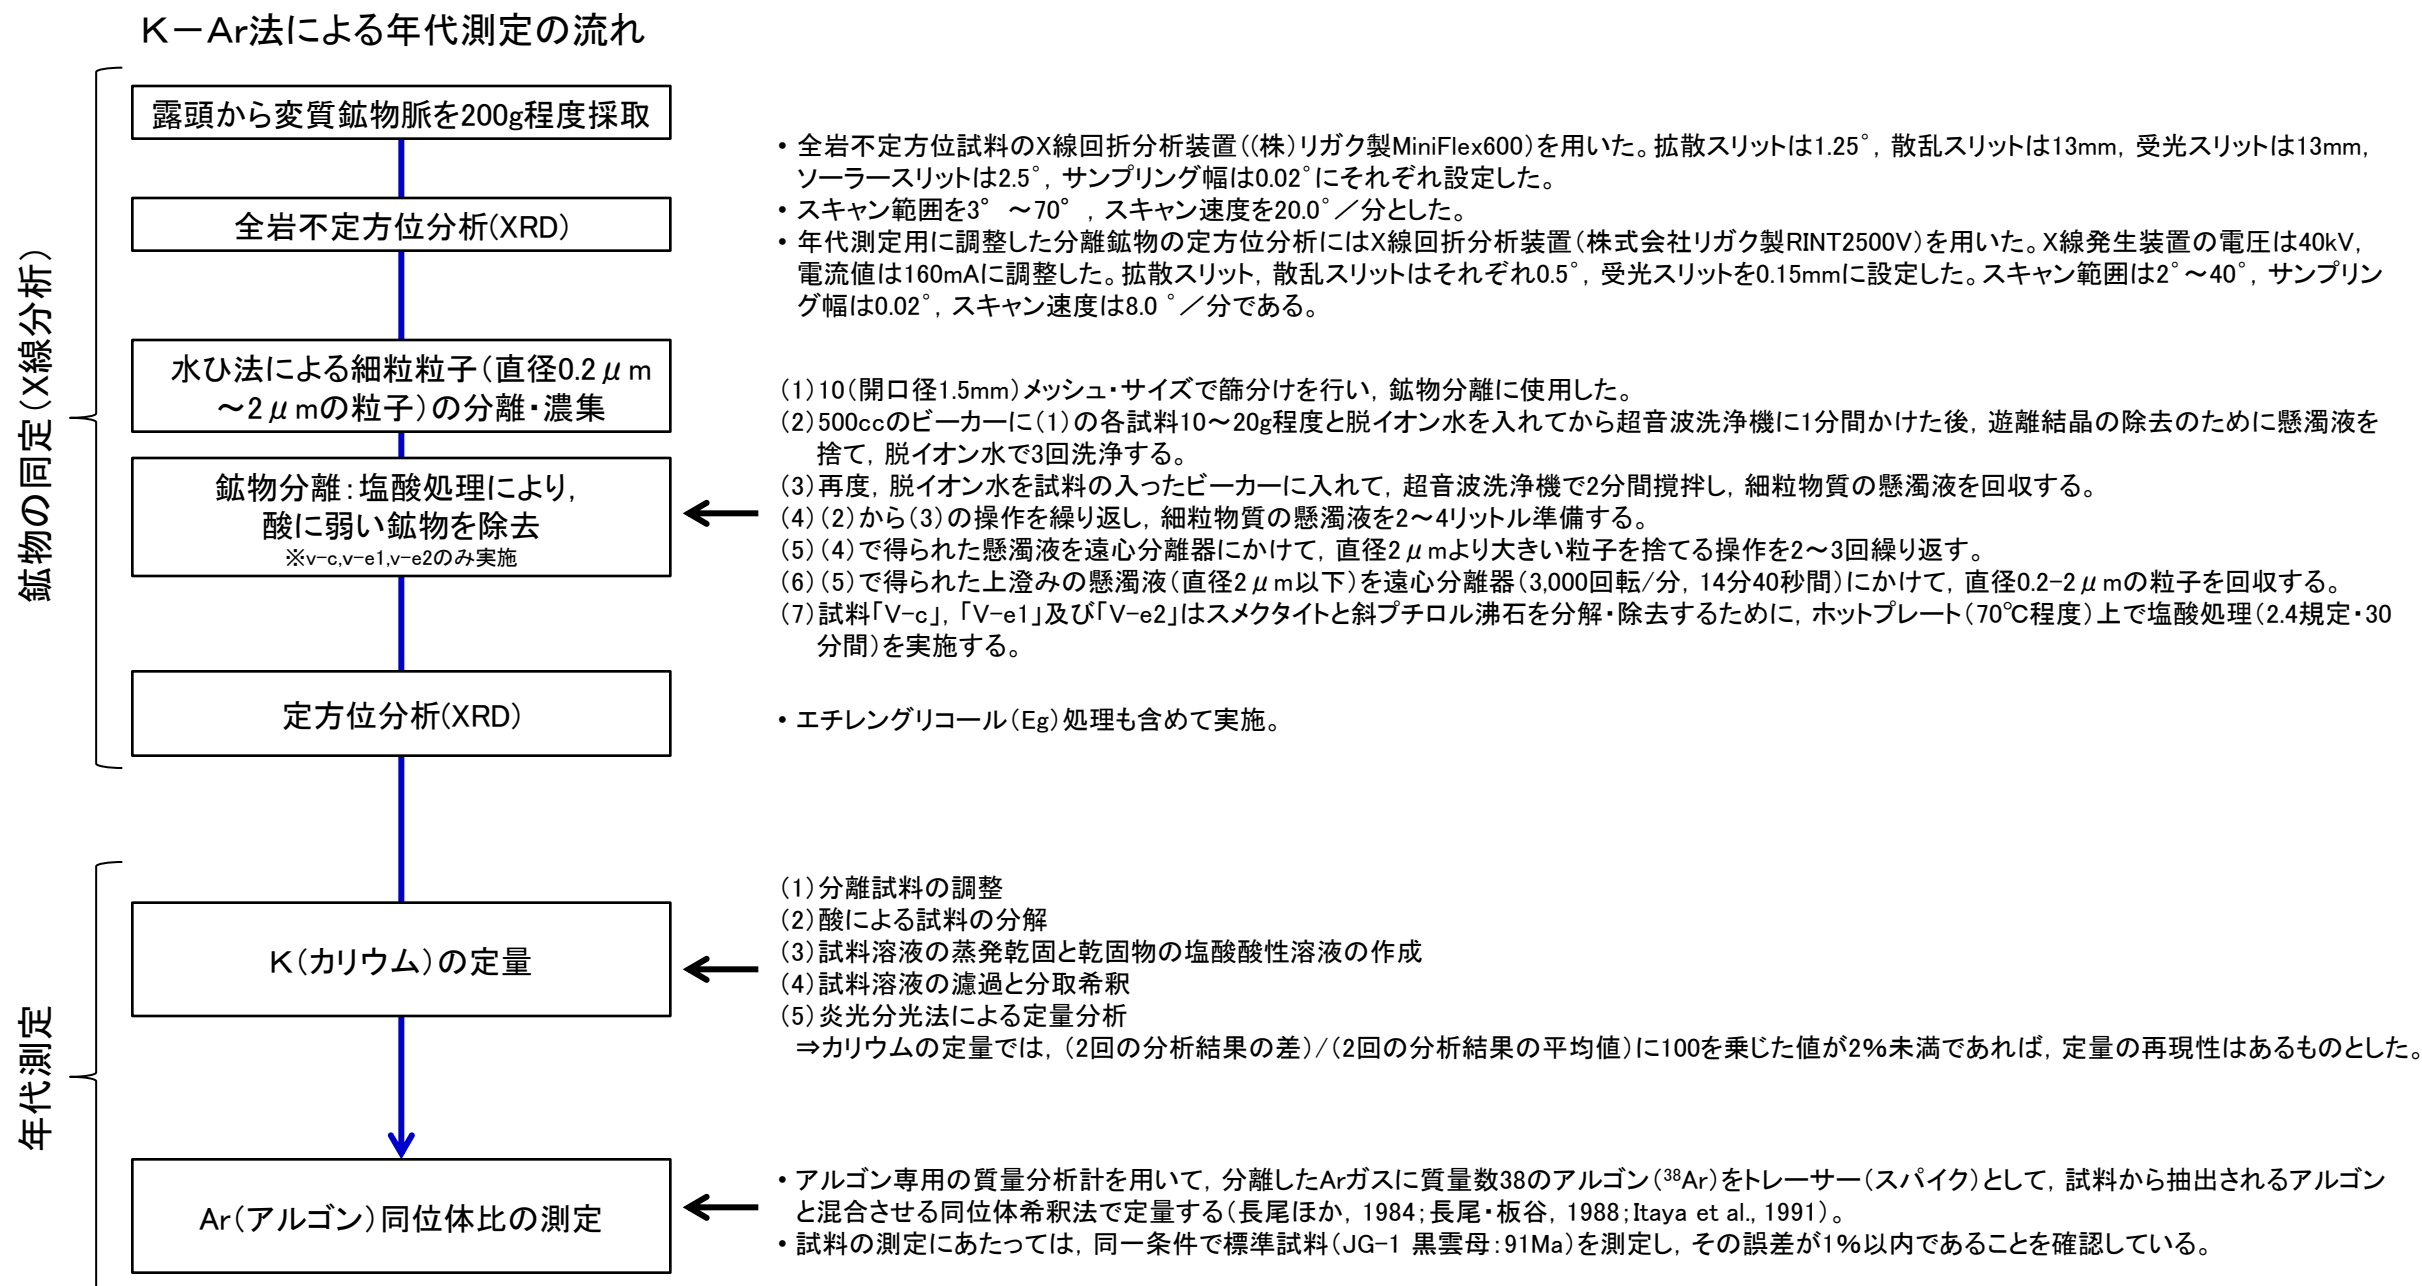 K-Ar法による年代測定の流れ
鉱物の同定(X線分析)
露頭から変質鉱物脈を200g程度採取
全岩不定方位分析(XRD)
・全岩不定方位試料のX線回折分析装置((株)リガク製MiniFlex600)を用いた。拡散スリットは1.25°, 散乱スリットは13mm, 受光スリットは13mm,
ソーラースリットは2.5°, サンプリング幅は0.02°にそれぞれ設定した。
・スキャン範囲を3° ~70° , スキャン速度を20.0°/分とした。
・年代測定用に調整した分離鉱物の定方位分析にはX線回折分析装置(株式会社リガク製RINT2500V)を用いた。X線発生装置の電圧は40kV,
電流値は160mAに調整した。拡散スリット, 散乱スリットはそれぞれ0.5°, 受光スリットを0.15mmに設定した。スキャン範囲は2°~40°, サンプリン
グ幅は0.02°, スキャン速度は8.0 °/分である。
水ひ法による細粒粒子(直径0.2μm
~2μmの粒子)の分離・濃集
鉱物分離:塩酸処理により,
酸に弱い鉱物を除去
※v-c,v-e1,v-e2のみ実施
(1)10(開口径1.5mm)メッシュ・サイズで篩分けを行い, 鉱物分離に使用した。
(2)500ccのビーカーに(1)の各試料10~20g程度と脱イオン水を入れてから超音波洗浄機に1分間かけた後, 遊離結晶の除去のために懸濁液を
捨て, 脱イオン水で3回洗浄する。
(3)再度, 脱イオン水を試料の入ったビーカーに入れて, 超音波洗浄機で2分間撹拌し, 細粒物質の懸濁液を回収する。
(4)(2)から(3)の操作を繰り返し, 細粒物質の懸濁液を2~4リットル準備する。
(5)(4)で得られた懸濁液を遠心分離器にかけて, 直径2μmより大きい粒子を捨てる操作を2~3回繰り返す。
(6)(5)で得られた上澄みの懸濁液(直径2μm以下)を遠心分離器(3,000回転/分, 14分40秒間)にかけて, 直径0.2-2μmの粒子を回収する。
(7)試料「V-c」, 「V-e1」及び「V-e2」はスメクタイトと斜プチロル沸石を分解・除去するために, ホットプレート(70℃程度)上で塩酸処理(2.4規定・30
分間)を実施する。
定方位分析(XRD)
・エチレングリコール(Eg)処理も含めて実施。
年代測定
K(カリウム)の定量
(1)分離試料の調整
(2)酸による試料の分解
(3)試料溶液の蒸発乾固と乾固物の塩酸酸性溶液の作成
(4)試料溶液の濾過と分取希釈
(5)炎光分光法による定量分析
⇒カリウムの定量では, (2回の分析結果の差)/(2回の分析結果の平均値)に100を乗じた値が2%未満であれば, 定量の再現性はあるものとした。
Ar(アルゴン)同位体比の測定
・アルゴン専用の質量分析計を用いて, 分離したArガスに質量数38のアルゴン(³⁸Ar)をトレーサー(スパイク)として, 試料から抽出されるアルゴン
と混合させる同位体希釈法で定量する(長尾ほか, 1984;長尾・板谷, 1988;Itaya et al., 1991)。
・試料の測定にあたっては, 同一条件で標準試料(JG-1 黒雲母:91Ma)を測定し, その誤差が1%以内であることを確認している。